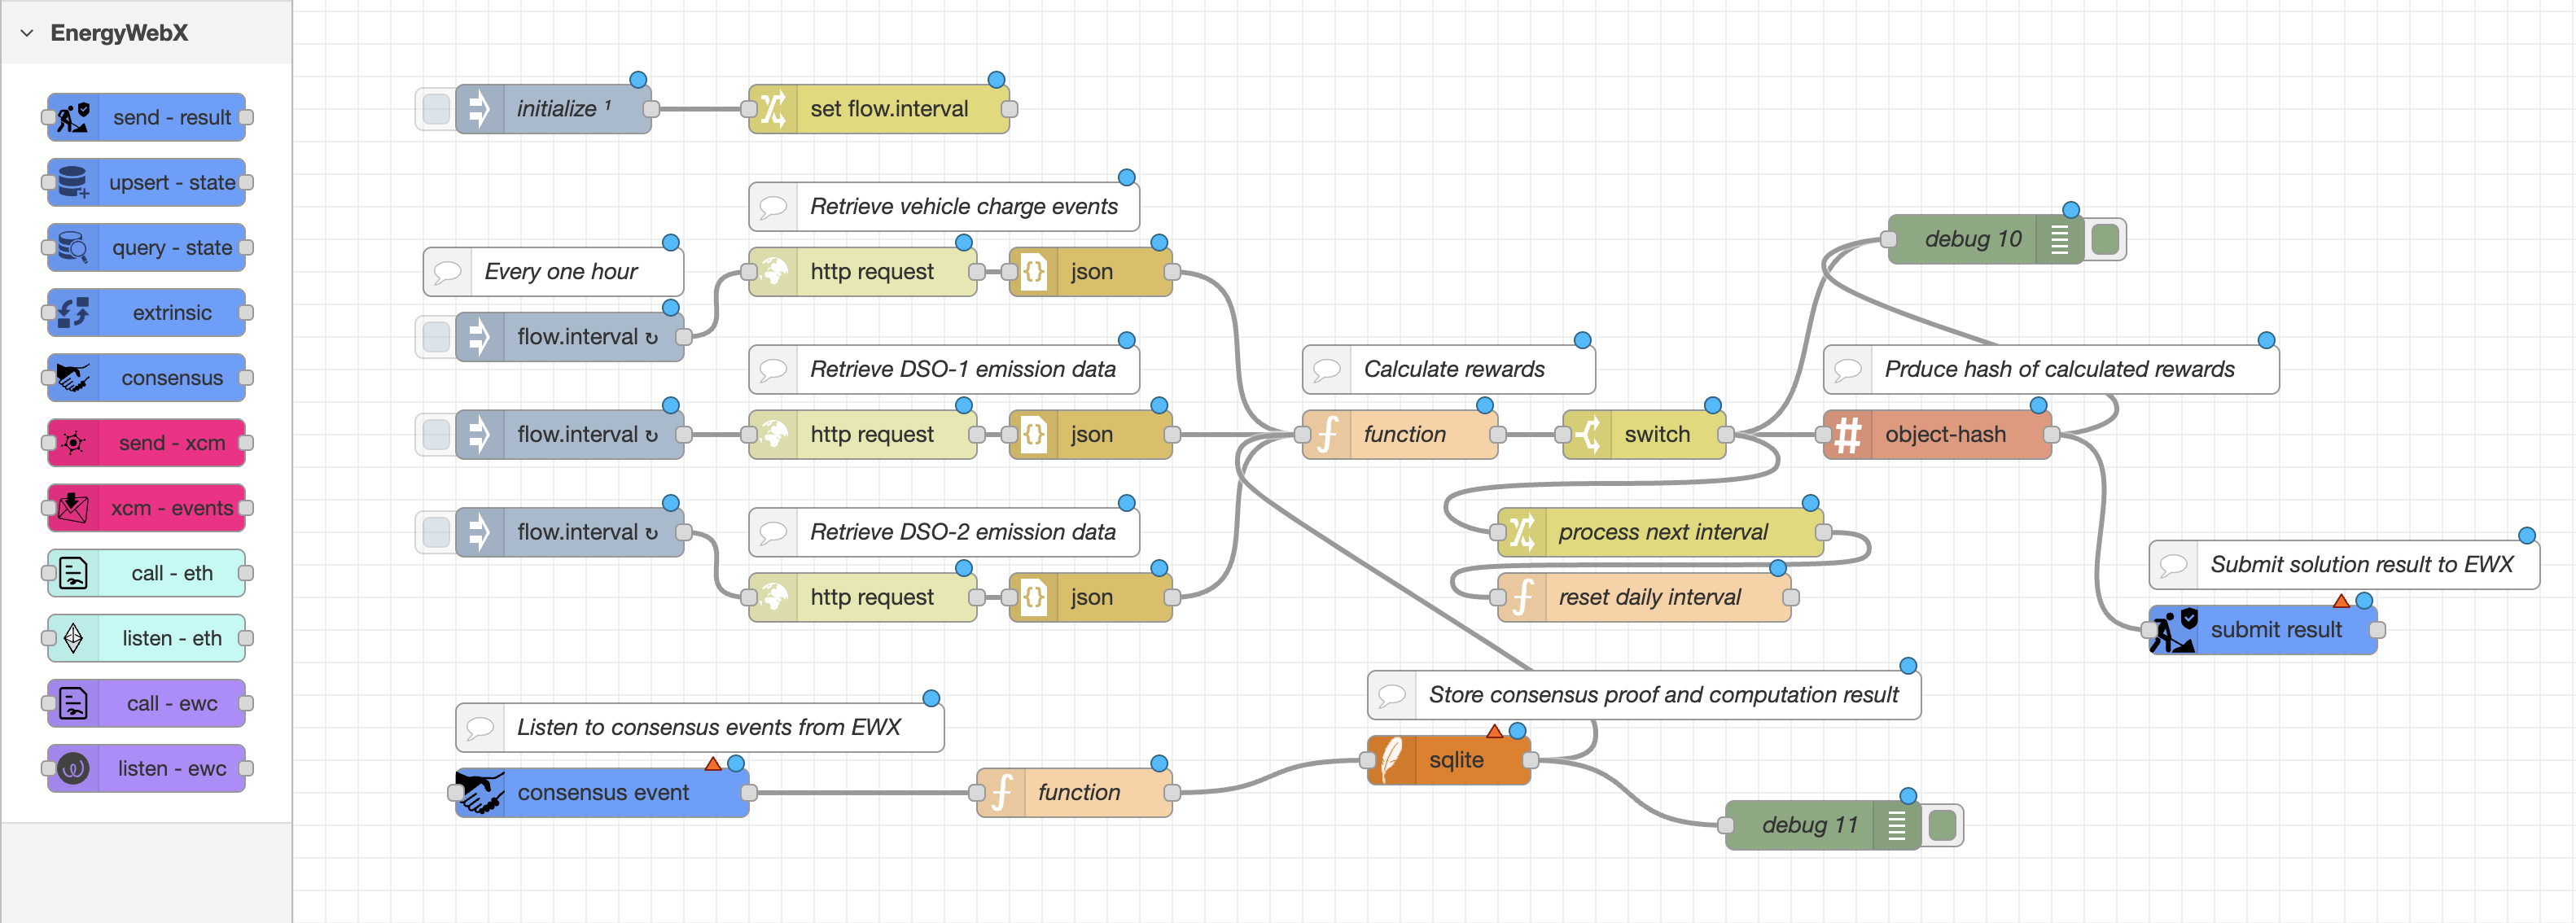 EnergyWebX
send - result
upsert - state
query - state
extrinsic
consensus
send - xcm
xcm - events
call - eth
listen - eth
call - ewc
listen - ewc
initialize ¹
set flow.interval
Retrieve vehicle charge events
Every one hour
http request
json
flow.interval ↻
Retrieve DSO-1 emission data
flow.interval ↻
http request
json
flow.interval ↻
Retrieve DSO-2 emission data
http request
json
Calculate rewards
function
switch
debug 10
Prduce hash of calculated rewards
object-hash
process next interval
reset daily interval
Submit solution result to EWX
submit result
Listen to consensus events from EWX
consensus event
function
Store consensus proof and computation result
sqlite
debug 11